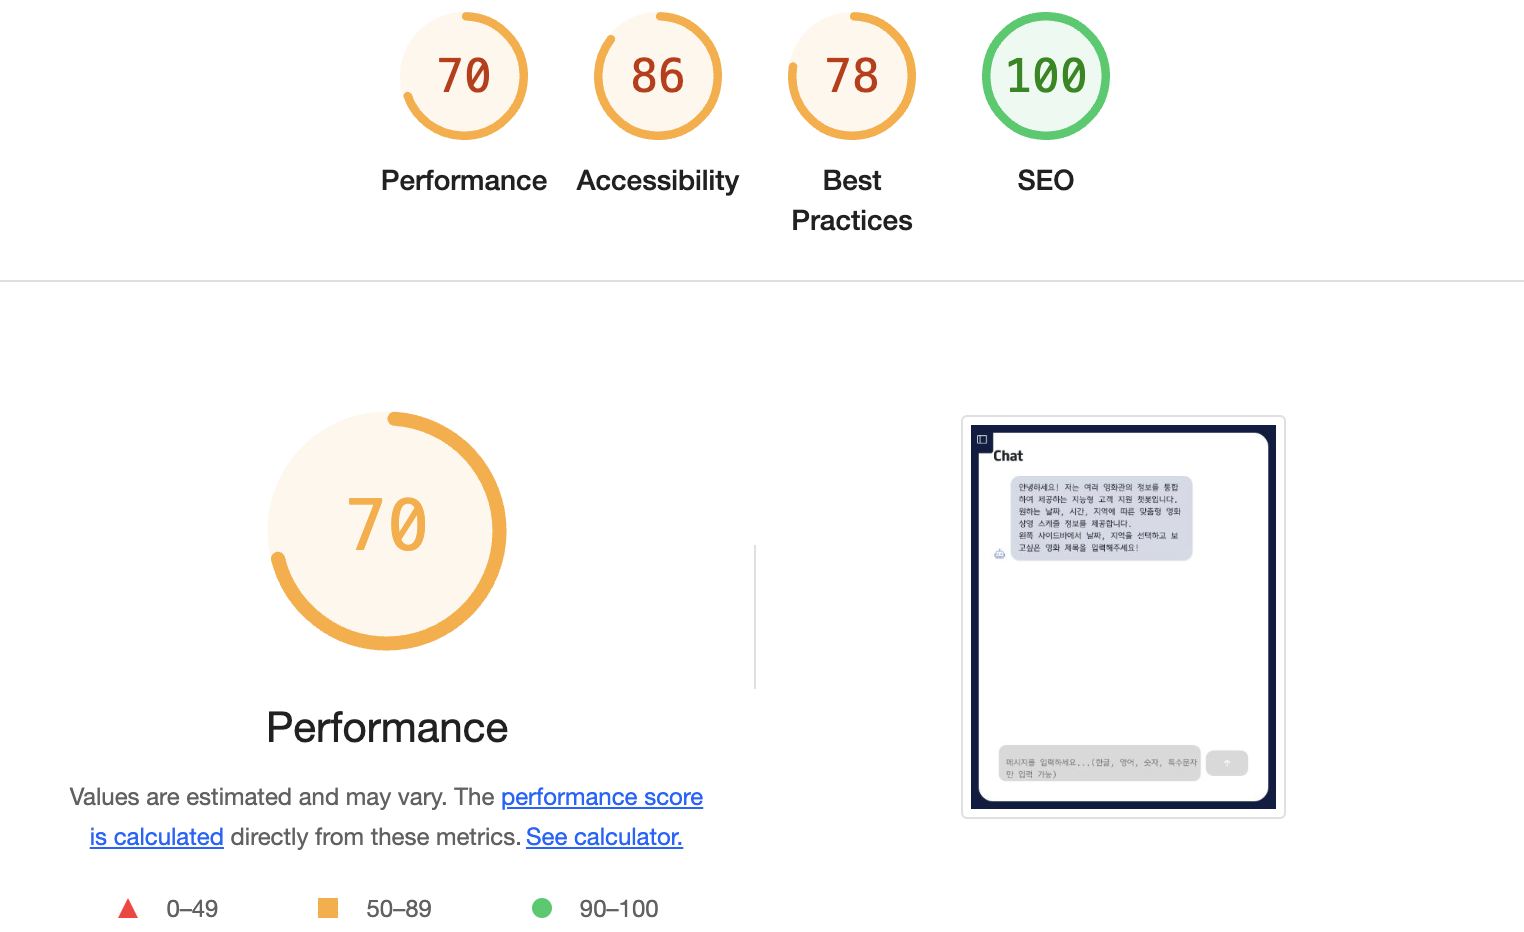 70
86
78
100
Performance
Accessibility
Best
Practices
SEO
70
Performance
Values are estimated and may vary. The performance score
is calculated directly from these metrics. See calculator.
0–49
50–89
90–100
Chat
안녕하세요! 저는 여러 영화관의 정보를 통합
하여 제공하는 지능형 고객 지원 챗봇입니다.
원하는 날짜, 시간, 지역에 따른 맞춤형 영화
상영 스케줄 정보를 제공합니다.
왼쪽 사이드바에서 날짜, 지역을 선택하고 보
고싶은 영화 제목을 입력해주세요!
메시지를 입력하세요...(한글, 영어, 숫자, 특수문자
만 입력 가능)